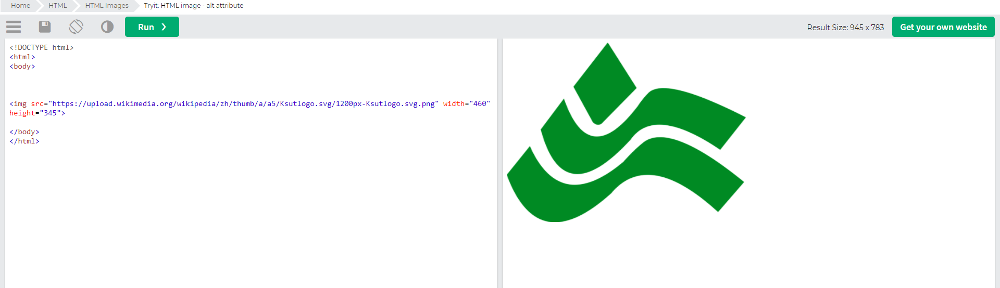 Home HTML HTML Images Tryit: HTML image - alt attribute
Run ❯ Result Size: 945 x 783 Get your own website
<!DOCTYPE html>
<html>
<body>
<img src="https://upload.wikimedia.org/wikipedia/zh/thumb/a/a5/Ksutlogo.svg/1200px-Ksutlogo.svg.png" width="460"
height="345">
</body>
</html>